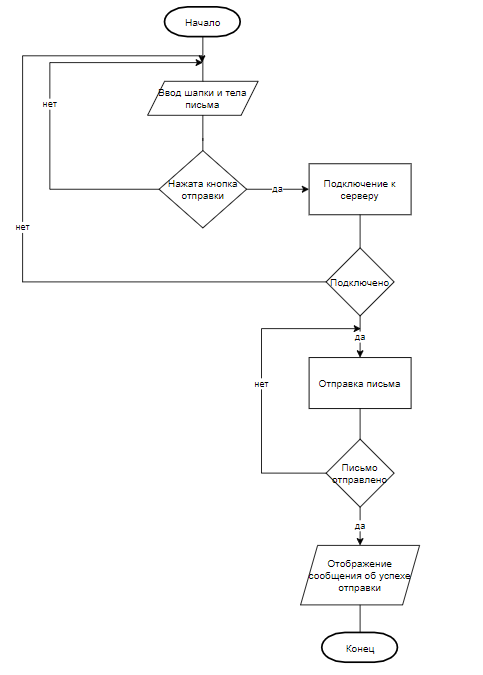 Начало
Ввод шапки и тела
письма
нет
Нажата кнопка
отправки
да
Подключение к
серверу
нет
Подключено
да
Отправка письма
нет
Письмо
отправлено
да
Отображение
сообщения об успехе
отправки
Конец